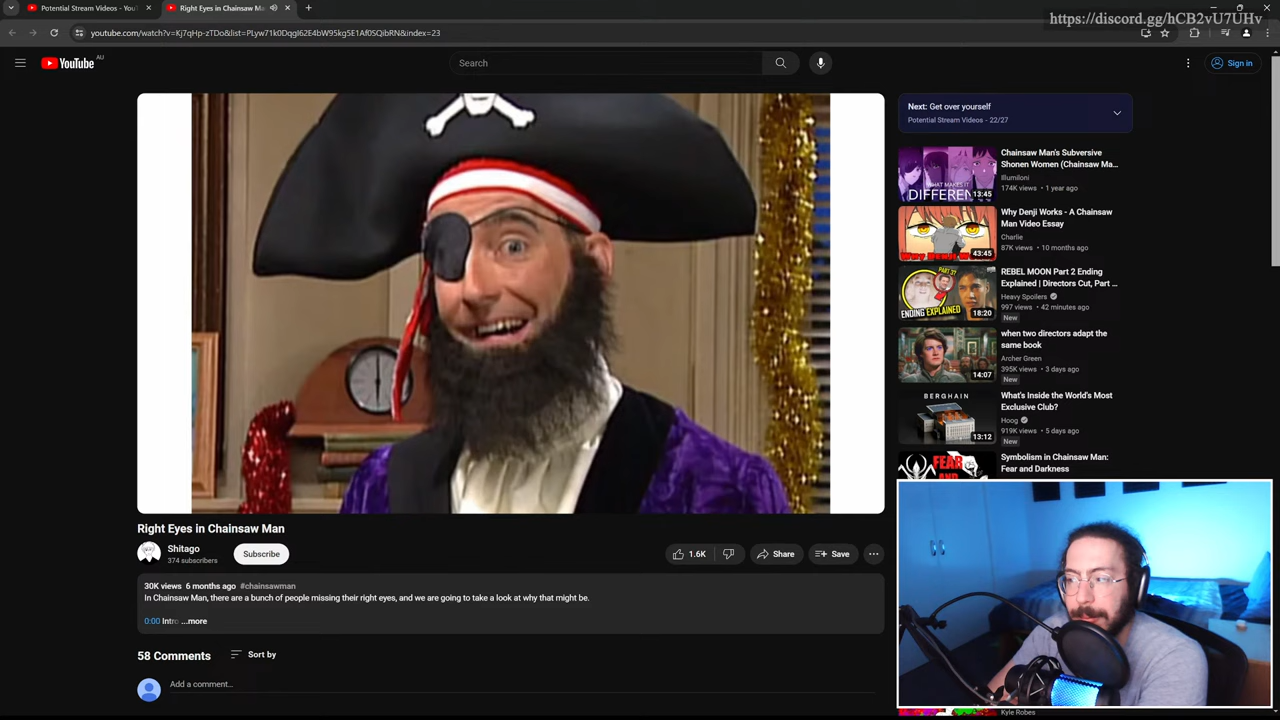 Potential Stream Videos - You
Right Eyes in Chainsaw Man
https://discord.gg/hCB2vU7UHv
youtube.com/watch?v=Kj7qHp-zTDo&list=PLyw71k0DqgI62E4bW95kg5E1Af0SQibRN&index=23
YouTube AU
Search
Sign in
Next: Get over yourself
Potential Stream Videos - 22/27
Chainsaw Man's Subversive
Shonen Women (Chainsaw Ma...
Illumiloni
174K views • 1 year ago
WHAT MAKES IT
DIFFEREN
13:45
Why Denji Works - A Chainsaw
Man Video Essay
Charlie
87K views • 10 months ago
43:45
REBEL MOON Part 2 Ending
Explained | Directors Cut, Part ...
Heavy Spoilers
997 views • 42 minutes ago
New
ENDING EXPLAINED
18:20
when two directors adapt the
same book
Archer Green
395K views • 3 days ago
New
14:07
What's Inside the World's Most
Exclusive Club?
Hoog
919K views • 5 days ago
New
BERGHAIN
13:12
Symbolism in Chainsaw Man:
Fear and Darkness
FEAR
AND
Right Eyes in Chainsaw Man
Shitago
374 subscribers
Subscribe
1.6K
Share
Save
30K views 6 months ago #chainsawman
In Chainsaw Man, there are a bunch of people missing their right eyes, and we are going to take a look at why that might be.
0:00 Intro ...more
58 Comments
Sort by
Add a comment...
Kyle Robes